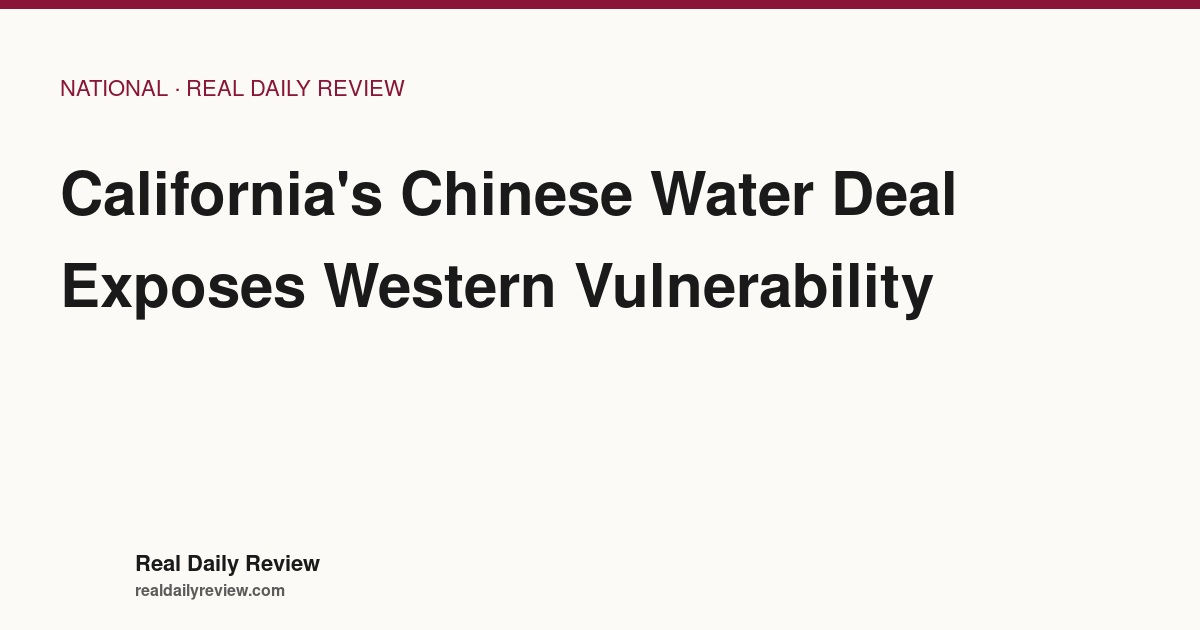 NATIONAL · REAL DAILY REVIEW
California's Chinese Water Deal
Exposes Western Vulnerability
Real Daily Review
realdailyreview.com